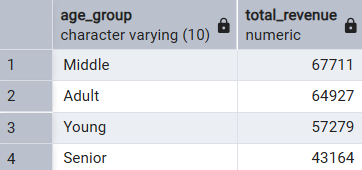 age_group total_revenue
character varying (10) numeric
1 Middle 67711
2 Adult 64927
3 Young 57279
4 Senior 43164